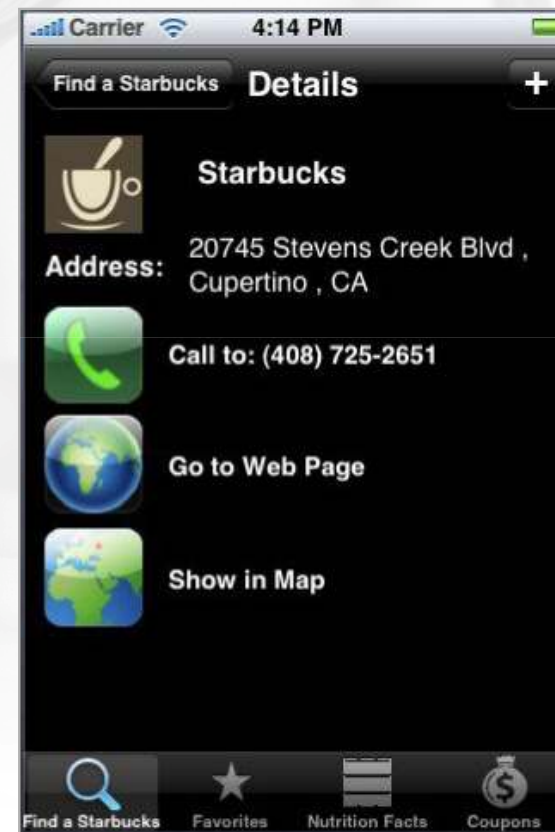 Carrier 4:14 PM
Find a Starbucks Details +
Starbucks
Address: 20745 Stevens Creek Blvd ,
Cupertino , CA
Call to: (408) 725-2651
Go to Web Page
Show in Map
$
Find a Starbucks Favorites Nutrition Facts Coupons